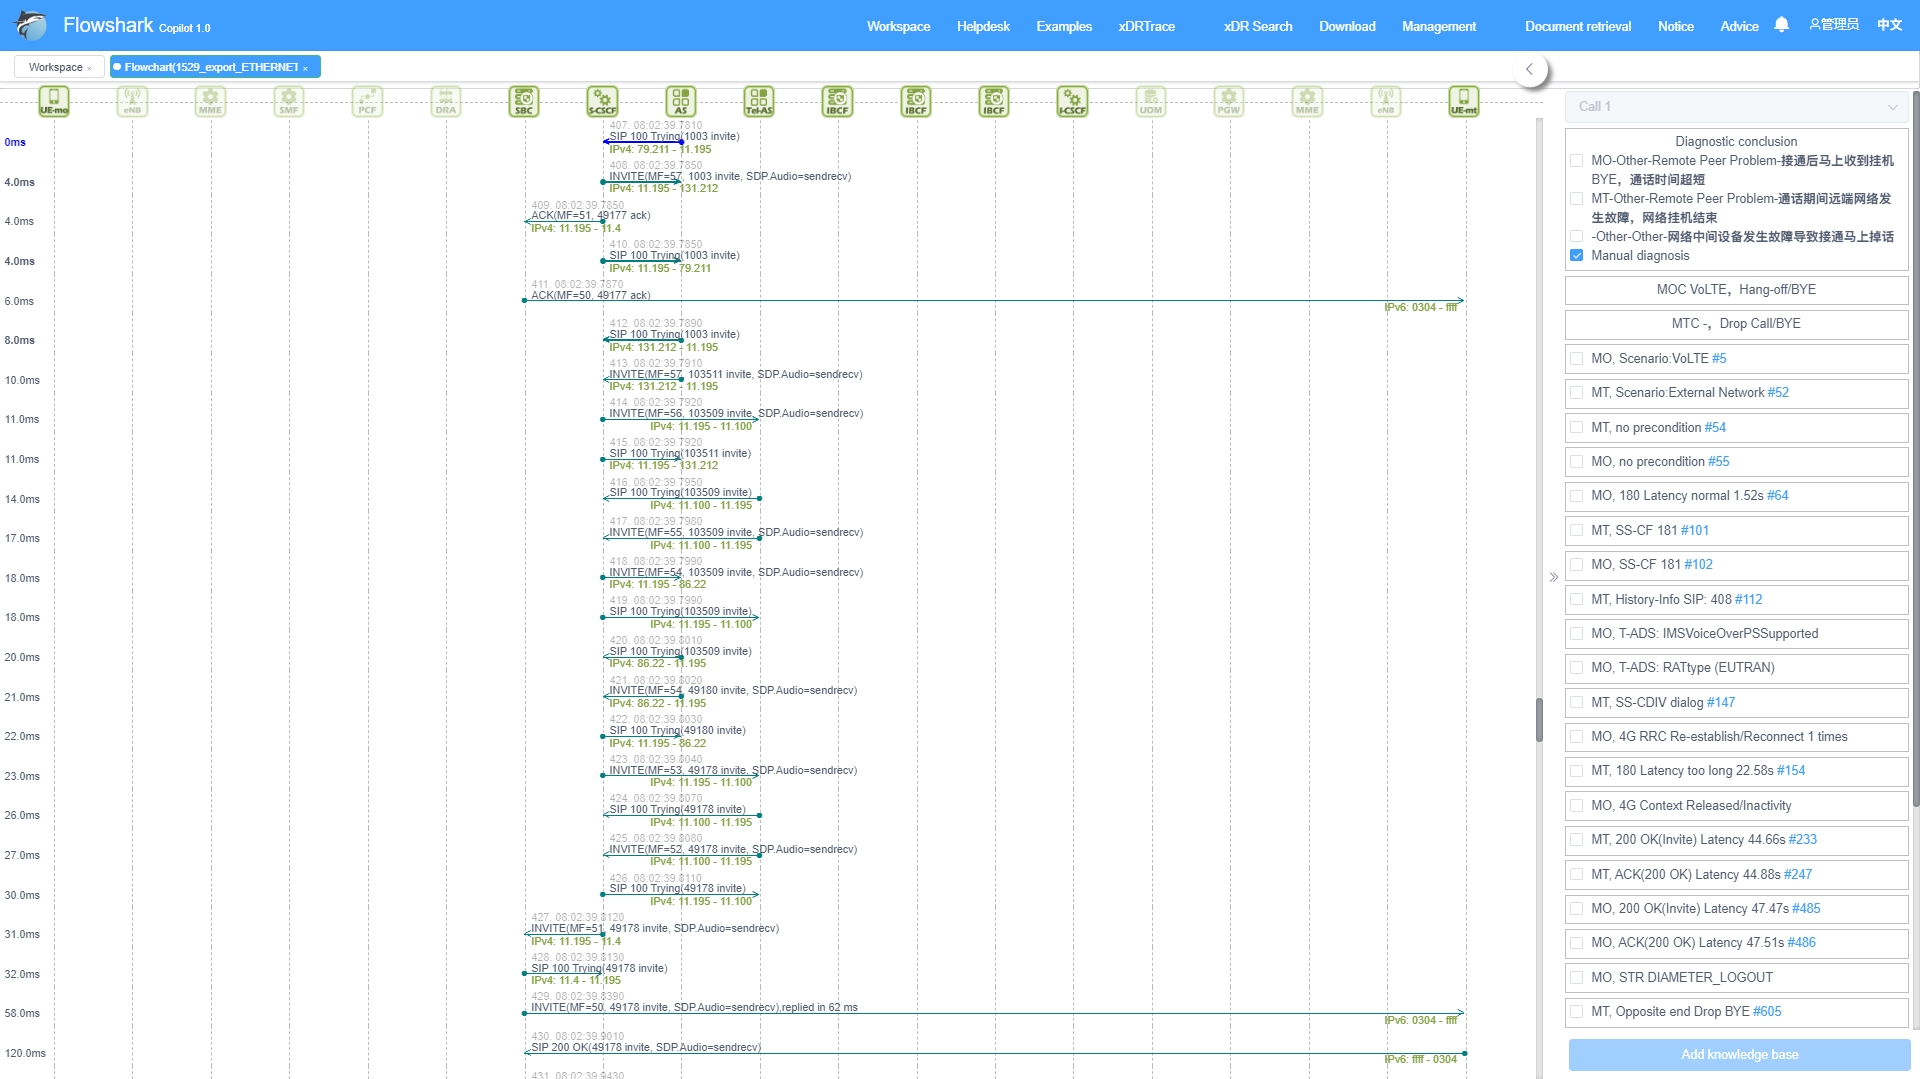 Flowshark Copilot 1.0
Workspace
Helpdesk
Examples
xDRTrace
xDR Search
Download
Management
Document retrieval
Notice
Advice
管理员
中文
Workspace ×
Flowchart(1529_export_ETHERNET ×
UE-mo
eNB
MME
SMF
PCF
DRA
SBC
S-CSCF
AS
Tel-AS
IBCF
IBCF
IBCF
I-CSCF
UDM
PGW
MME
eNB
UE-mt
407. 08:02:39.7810
0ms
SIP 100 Trying(1003 invite)
IPv4: 79.211 - 11.195
408. 08:02:39.7850
4.0ms
INVITE(MF=57, 1003 invite, SDP.Audio=sendrecv)
IPv4: 11.195 - 131.212
409. 08:02:39.7850
4.0ms
ACK(MF=51, 49177 ack)
IPv4: 11.195 - 11.4
410. 08:02:39.7850
4.0ms
SIP 100 Trying(1003 invite)
IPv4: 11.195 - 79.211
411. 08:02:39.7870
6.0ms
ACK(MF=50, 49177 ack)
IPv6: 0304 - ffff
412. 08:02:39.7890
8.0ms
SIP 100 Trying(1003 invite)
IPv4: 131.212 - 11.195
413. 08:02:39.7910
10.0ms
INVITE(MF=57, 103511 invite, SDP.Audio=sendrecv)
IPv4: 131.212 - 11.195
414. 08:02:39.7920
11.0ms
INVITE(MF=56, 103509 invite, SDP.Audio=sendrecv)
IPv4: 11.195 - 11.100
415. 08:02:39.7920
11.0ms
SIP 100 Trying(103511 invite)
IPv4: 11.195 - 131.212
416. 08:02:39.7950
14.0ms
SIP 100 Trying(103509 invite)
IPv4: 11.100 - 11.195
417. 08:02:39.7980
17.0ms
INVITE(MF=55, 103509 invite, SDP.Audio=sendrecv)
IPv4: 11.100 - 11.195
418. 08:02:39.7990
18.0ms
INVITE(MF=54, 103509 invite, SDP.Audio=sendrecv)
IPv4: 11.195 - 86.22
419. 08:02:39.7990
18.0ms
SIP 100 Trying(103509 invite)
IPv4: 11.195 - 11.100
420. 08:02:39.8010
20.0ms
SIP 100 Trying(103509 invite)
IPv4: 86.22 - 11.195
421. 08:02:39.8020
21.0ms
INVITE(MF=54, 49180 invite, SDP.Audio=sendrecv)
IPv4: 86.22 - 11.195
422. 08:02:39.8030
22.0ms
SIP 100 Trying(49180 invite)
IPv4: 11.195 - 86.22
423. 08:02:39.8040
23.0ms
INVITE(MF=53, 49178 invite, SDP.Audio=sendrecv)
IPv4: 11.195 - 11.100
424. 08:02:39.8070
26.0ms
SIP 100 Trying(49178 invite)
IPv4: 11.100 - 11.195
425. 08:02:39.8080
27.0ms
INVITE(MF=52, 49178 invite, SDP.Audio=sendrecv)
IPv4: 11.100 - 11.195
426. 08:02:39.8110
30.0ms
SIP 100 Trying(49178 invite)
IPv4: 11.195 - 11.100
427. 08:02:39.8120
31.0ms
INVITE(MF=51, 49178 invite, SDP.Audio=sendrecv)
IPv4: 11.195 - 11.4
428. 08:02:39.8130
32.0ms
SIP 100 Trying(49178 invite)
IPv4: 11.4 - 11.195
429. 08:02:39.8390
58.0ms
INVITE(MF=50, 49178 invite, SDP.Audio=sendrecv),replied in 62 ms
IPv6: 0304 - ffff
430. 08:02:39.9010
120.0ms
SIP 200 OK(49178 invite, SDP.Audio=sendrecv)
IPv6: ffff - 0304
431. 08:02:39.9430
Call 1
Diagnostic conclusion
MO-Other-Remote Peer Problem-接通后马上收到挂机
BYE，通话时间超短
MT-Other-Remote Peer Problem-通话期间远端网络发
生故障，网络挂机结束
-Other-Other-网络中间设备发生故障导致接通马上掉话
Manual diagnosis
MOC VoLTE，Hang-off/BYE
MTC -，Drop Call/BYE
MO, Scenario:VoLTE #5
MT, Scenario:External Network #52
MT, no precondition #54
MO, no precondition #55
MO, 180 Latency normal 1.52s #64
MT, SS-CF 181 #101
MO, SS-CF 181 #102
MT, History-Info SIP: 408 #112
MO, T-ADS: IMSVoiceOverPSSupported
MO, T-ADS: RATtype (EUTRAN)
MT, SS-CDIV dialog #147
MO, 4G RRC Re-establish/Reconnect 1 times
MT, 180 Latency too long 22.58s #154
MO, 4G Context Released/Inactivity
MT, 200 OK(Invite) Latency 44.66s #233
MT, ACK(200 OK) Latency 44.88s #247
MO, 200 OK(Invite) Latency 47.47s #485
MO, ACK(200 OK) Latency 47.51s #486
MO, STR DIAMETER_LOGOUT
MT, Opposite end Drop BYE #605
Add knowledge base